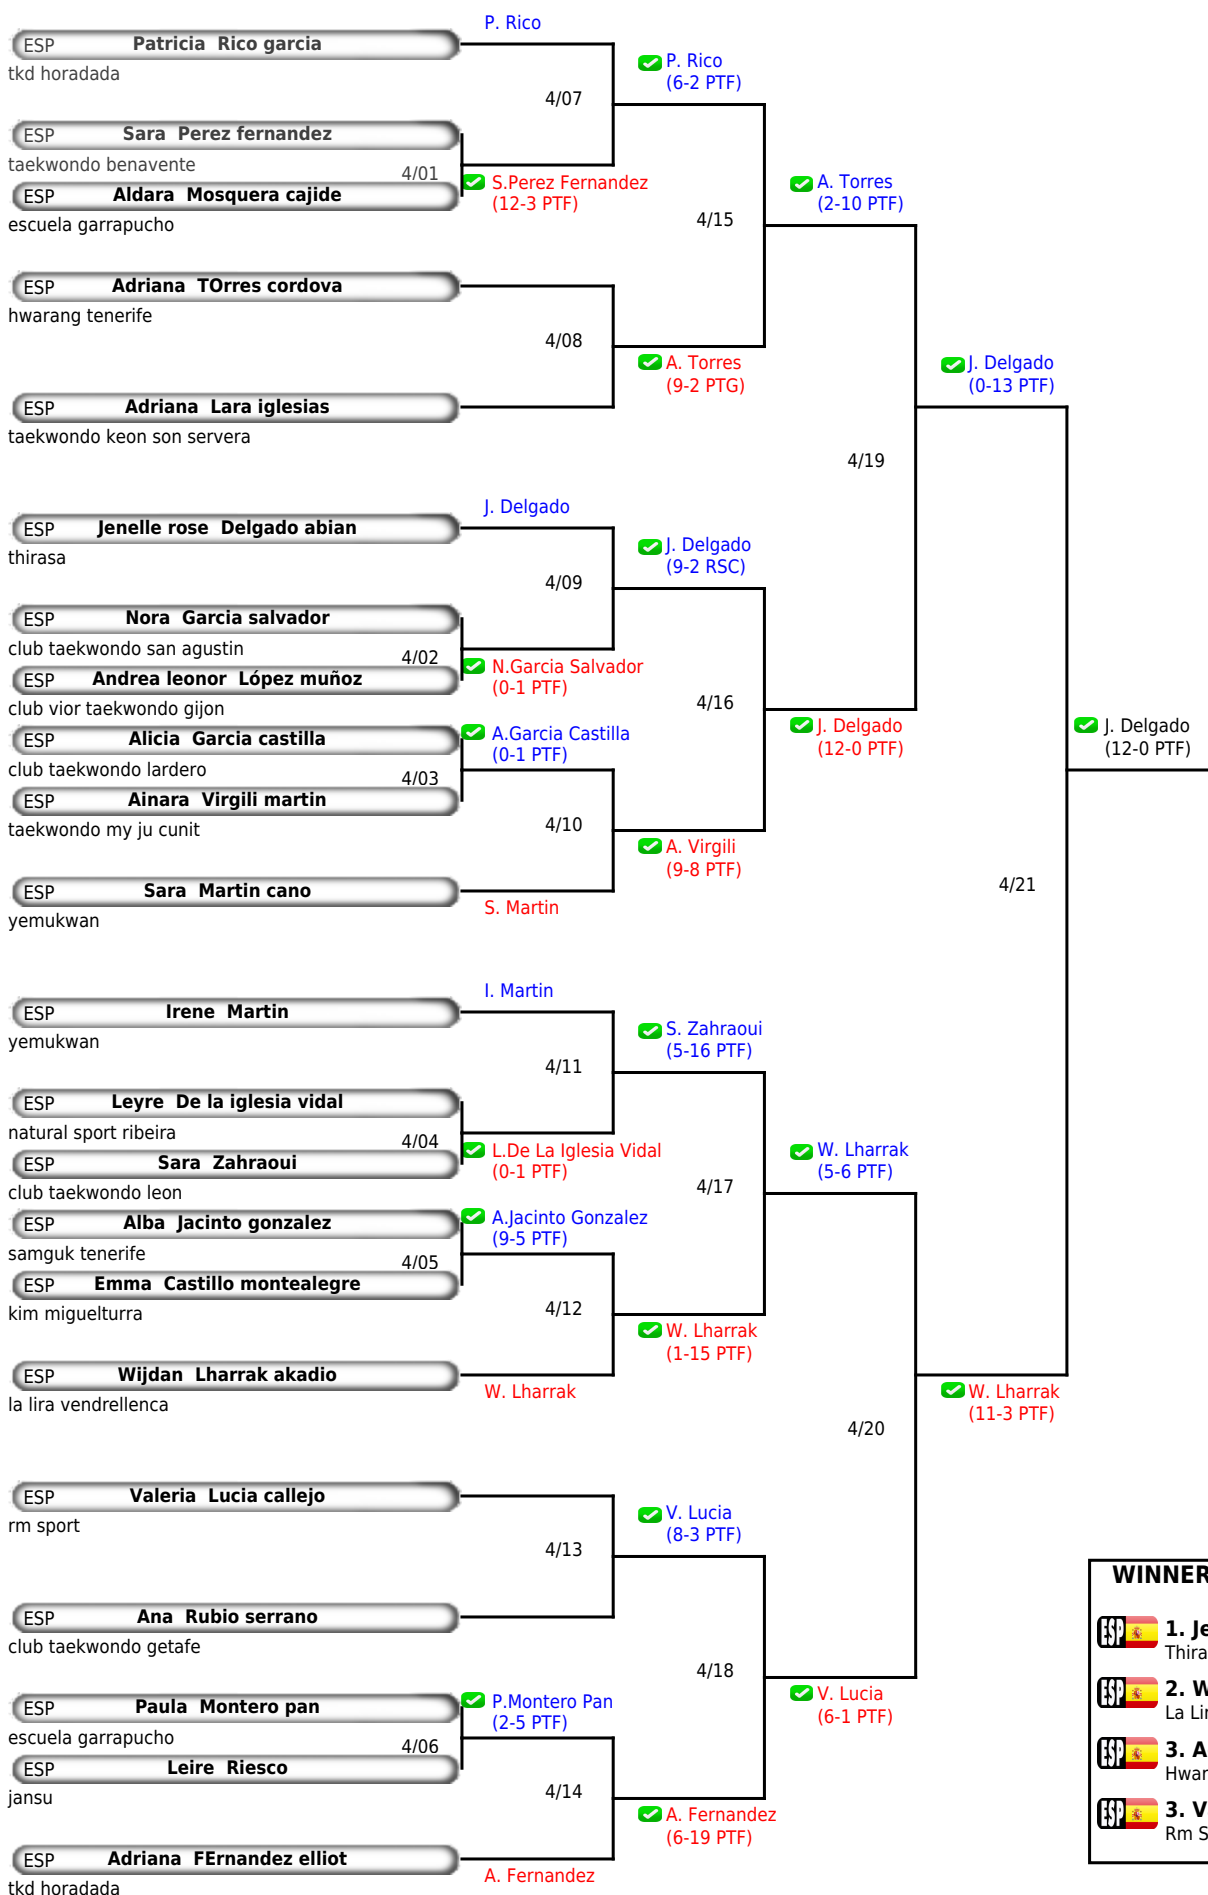 P. Rico
ESP Patricia Rico garcia
tkd horadada
P. Rico
(6-2 PTF)
4/07
ESP Sara Perez fernandez
taekwondo benavente
4/01
S.Perez Fernandez
(12-3 PTF)
ESP Aldara Mosquera cajide
escuela garrapucho
A. Torres
(2-10 PTF)
4/15
ESP Adriana TOrres cordova
hwarang tenerife
4/08
A. Torres
(9-2 PTG)
J. Delgado
(0-13 PTF)
ESP Adriana Lara iglesias
taekwondo keon son servera
4/19
J. Delgado
ESP Jenelle rose Delgado abian
thirasa
J. Delgado
(9-2 RSC)
4/09
ESP Nora Garcia salvador
club taekwondo san agustin
4/02
N.Garcia Salvador
(0-1 PTF)
ESP Andrea leonor López muñoz
club vior taekwondo gijon
4/16
J. Delgado
(12-0 PTF)
J. Delgado
(12-0 PTF)
ESP Alicia Garcia castilla
club taekwondo lardero
A.Garcia Castilla
(0-1 PTF)
4/03
ESP Ainara Virgili martin
taekwondo my ju cunit
4/10
A. Virgili
(9-8 PTF)
4/21
ESP Sara Martin cano
yemukwan
S. Martin
I. Martin
ESP Irene Martin
yemukwan
S. Zahraoui
(5-16 PTF)
4/11
ESP Leyre De la iglesia vidal
natural sport ribeira
4/04
L.De La Iglesia Vidal
(0-1 PTF)
ESP Sara Zahraoui
club taekwondo leon
W. Lharrak
(5-6 PTF)
4/17
A.Jacinto Gonzalez
(9-5 PTF)
ESP Alba Jacinto gonzalez
samguk tenerife
4/05
ESP Emma Castillo montealegre
kim miguelturra
4/12
W. Lharrak
(1-15 PTF)
ESP Wijdan Lharrak akadio
la lira vendrellenca
W. Lharrak
W. Lharrak
(11-3 PTF)
4/20
ESP Valeria Lucia callejo
rm sport
V. Lucia
(8-3 PTF)
4/13
ESP Ana Rubio serrano
club taekwondo getafe
4/18
V. Lucia
(6-1 PTF)
ESP Paula Montero pan
escuela garrapucho
P.Montero Pan
(2-5 PTF)
4/06
ESP Leire Riesco
jansu
4/14
A. Fernandez
(6-19 PTF)
ESP Adriana FErnandez elliot
tkd horadada
A. Fernandez
WINNER
ESP 1. Je
Thira
ESP 2. W
La Lir
ESP 3. A
Hwar
ESP 3. V
Rm S